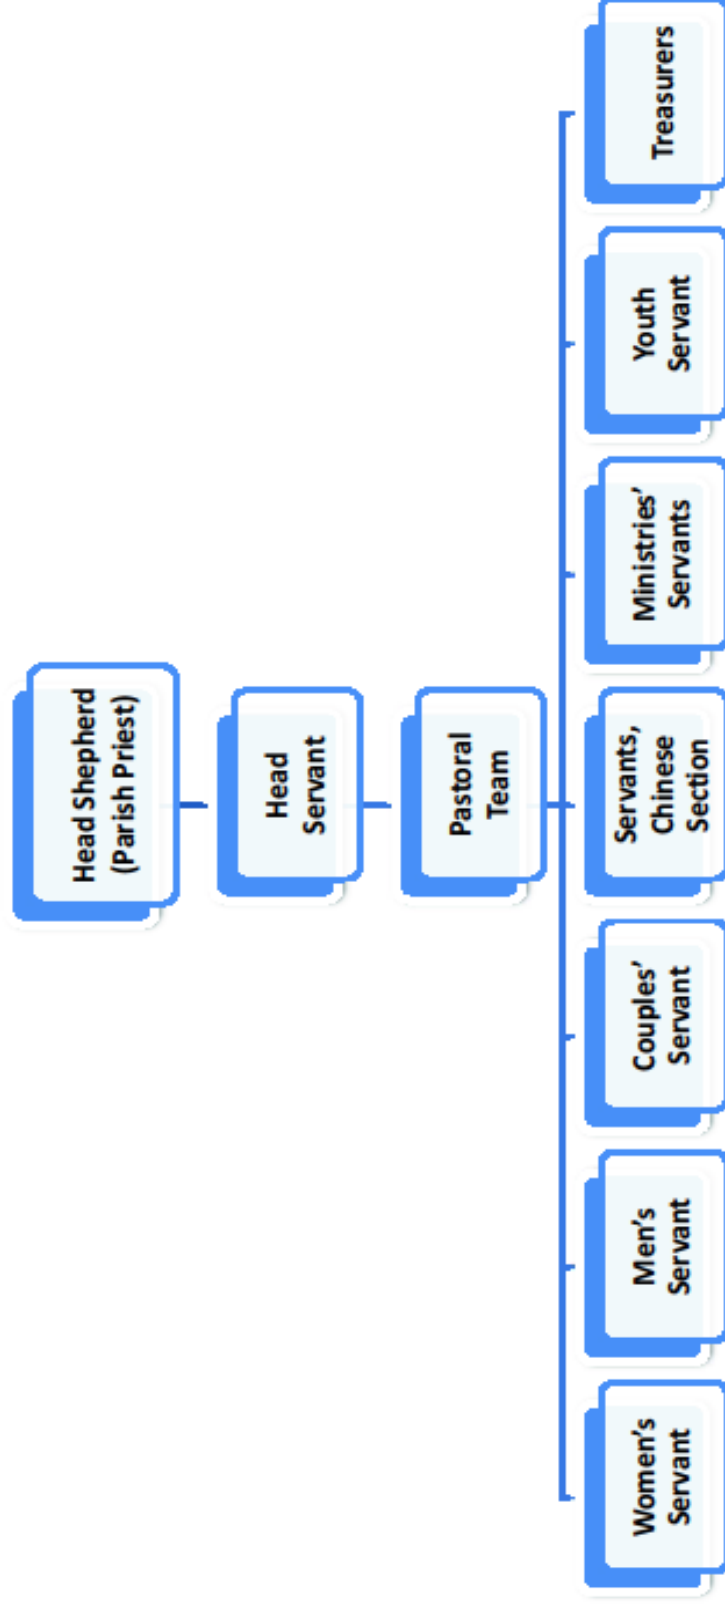 Head Shepherd
(Parish Priest)
Head
Servant
Pastoral
Team
Women's
Servant
Men's
Servant
Couples'
Servant
Servants,
Chinese
Section
Ministries'
Servants
Youth
Servant
Treasurers